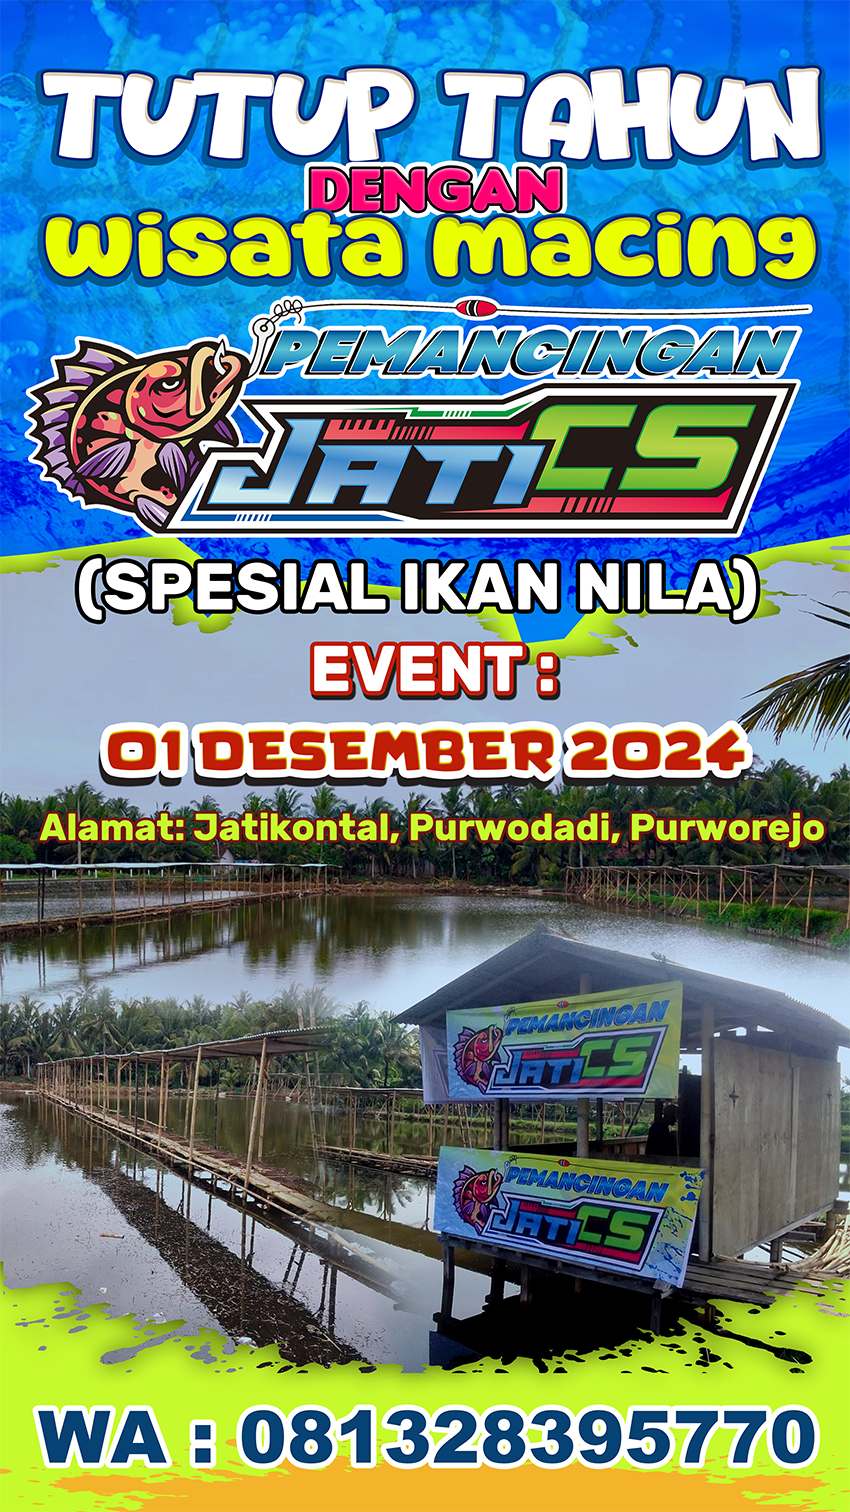 TUTUP TAHUN
DENGAN
wisata macing
PEMANCINGAN
JATI CS
(SPESIAL IKAN NILA)
EVENT :
01 DESEMBER 2024
Alamat: Jatikontal, Purwodadi, Purworejo
PEMANCINGAN
JATI CS
PEMANCINGAN
JATI CS
WA : 081328395770